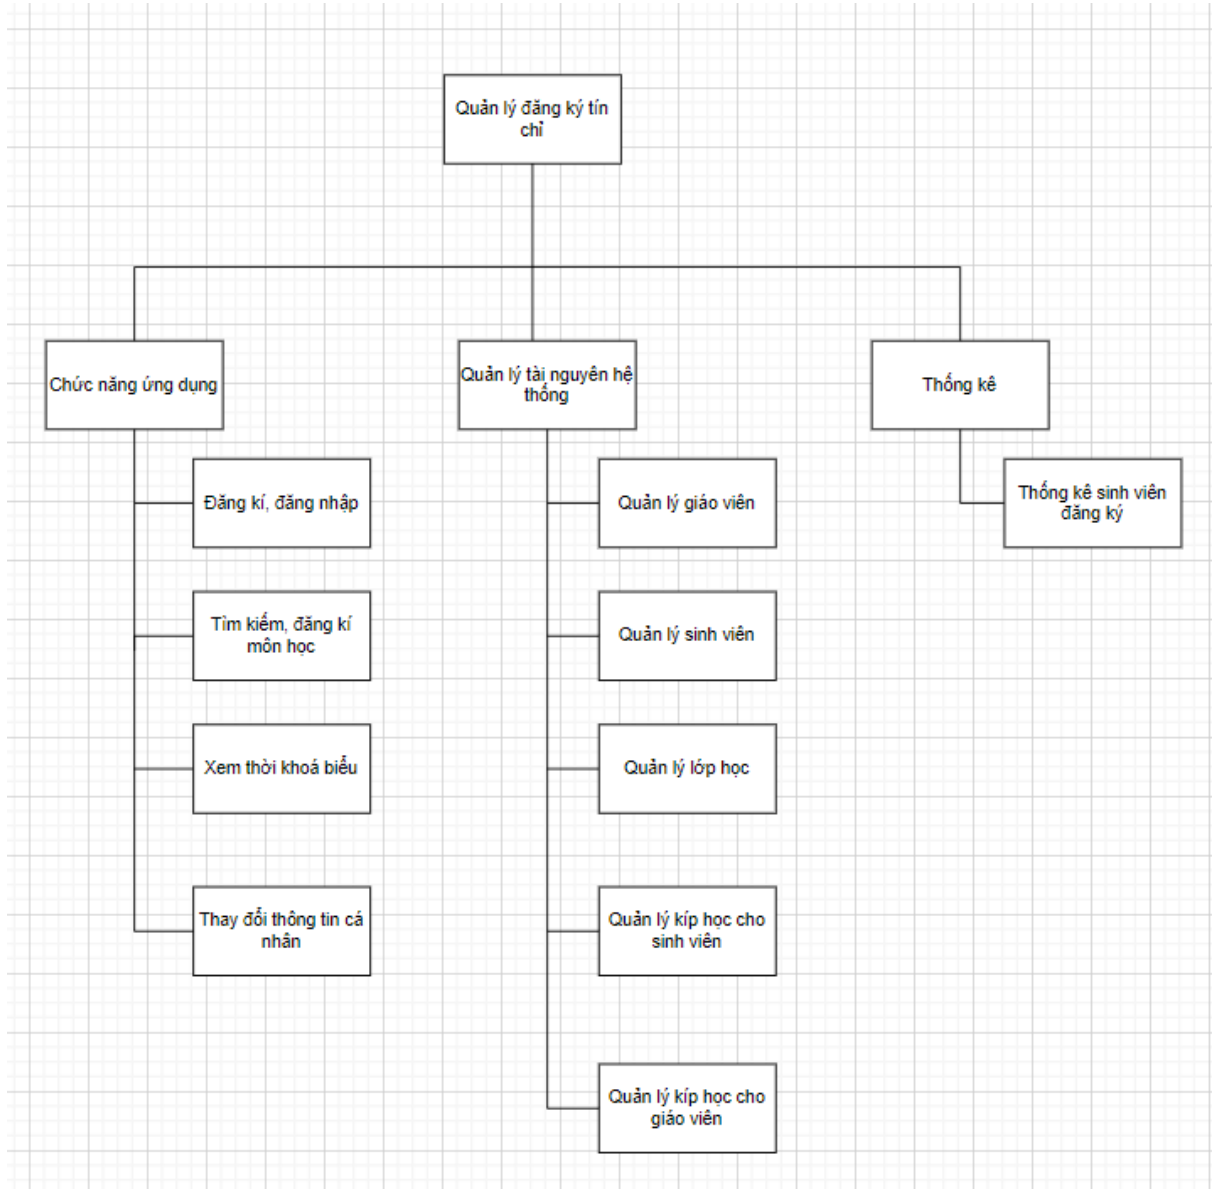 Quản lý đăng ký tín
chỉ
Chức năng ứng dụng
Quản lý tài nguyên hệ
thống
Thống kê
Đăng kí, đăng nhập
Tìm kiếm, đăng kí
môn học
Xem thời khoá biểu
Thay đổi thông tin cá
nhân
Quản lý giáo viên
Quản lý sinh viên
Quản lý lớp học
Quản lý kíp học cho
sinh viên
Quản lý kíp học cho
giáo viên
Thống kê sinh viên
đăng ký